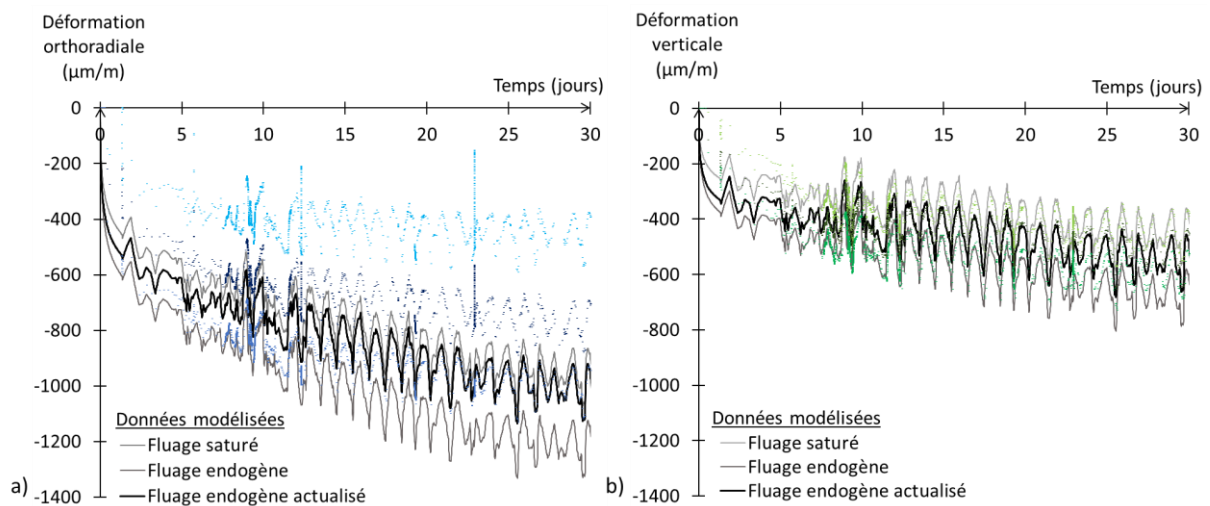 Déformation
orthoradiale
(µm/m)
Temps (jours)
0
0 5 10 15 20 25 30
-200
-400
-600
-800
-1000
-1200
-1400
Données modélisées
Fluage saturé
Fluage endogène
Fluage endogène actualisé
a)
Déformation
verticale
(µm/m)
Temps (jours)
0
0 5 10 15 20 25 30
-200
-400
-600
-800
-1000
-1200
-1400
Données modélisées
Fluage saturé
Fluage endogène
Fluage endogène actualisé
b)